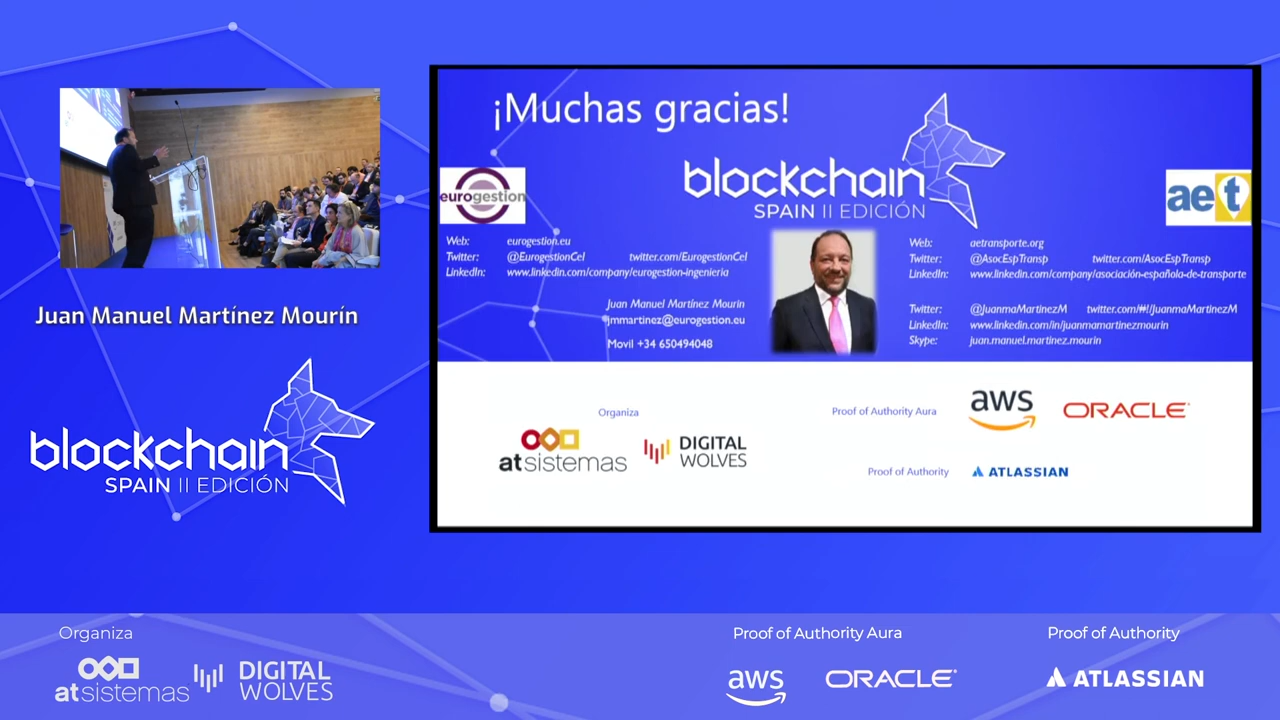 Juan Manuel Martínez Mourín
blockchain
SPAIN II EDICIÓN
¡Muchas gracias!
blockchain
SPAIN II EDICIÓN
eurogestion
aet
Web: eurogestion.eu
Twitter: @EurogestionCel twitter.com/EurogestionCel
LinkedIn: www.linkedin.com/company/eurogestion-ingenieria
Juan Manuel Martínez Mourin
jmmartinez@eurogestion.eu
Movil +34 650494048
Web: aetransporte.org
Twitter: @AsocEspTransp twitter.com/AsocEspTransp
LinkedIn: www.linkedin.com/company/asociación-española-de-transporte
Twitter: @JuanmaMartinezM twitter.com/#!/JuanmaMartinezM
LinkedIn: www.linkedin.com/in/juanmamartinezmourin
Skype: juan.manuel.martinez.mourin
Organiza
atsistemas
DIGITAL
WOLVES
Proof of Authority Aura
aws
ORACLE
Proof of Authority
ATLASSIAN
Organiza
atsistemas
DIGITAL
WOLVES
Proof of Authority Aura
aws
ORACLE
Proof of Authority
ATLASSIAN